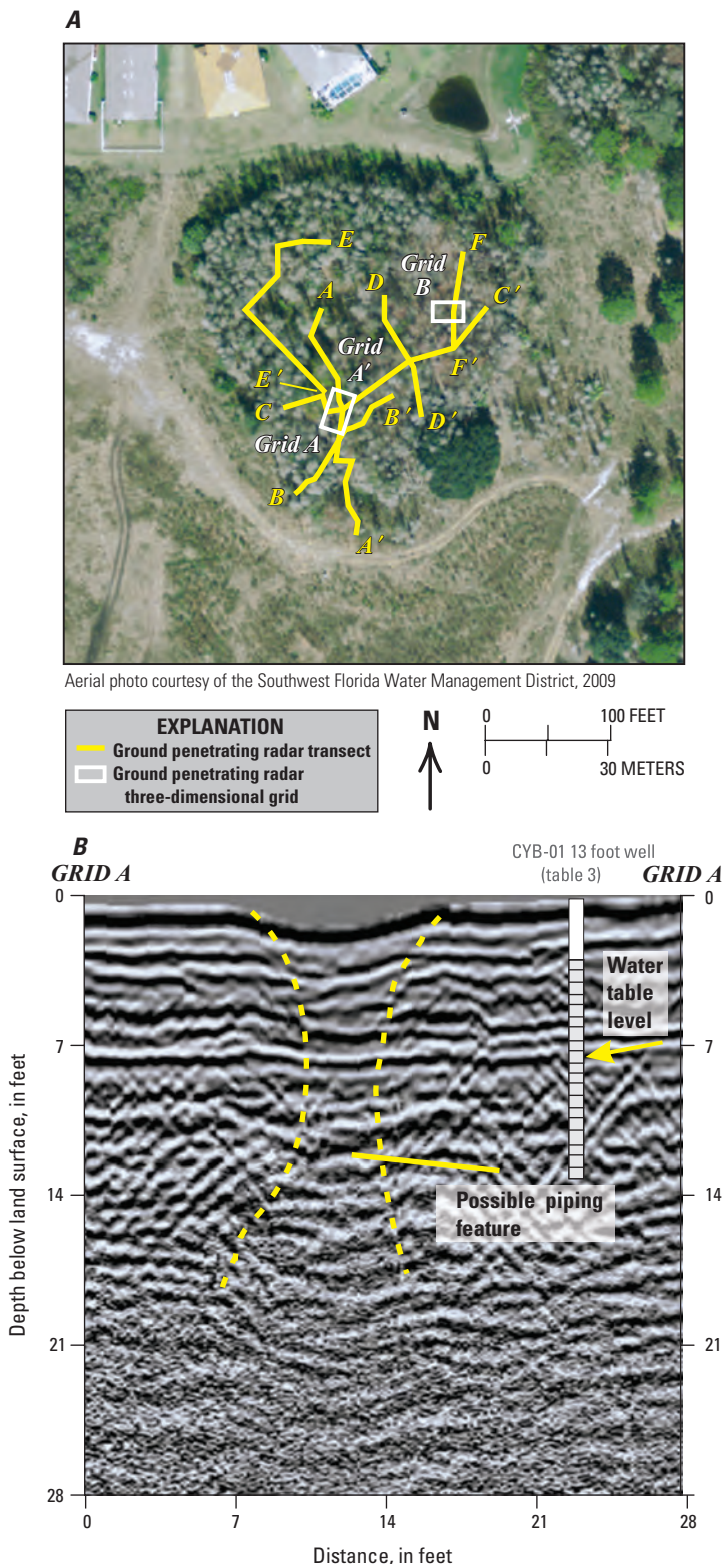 A
E
F
Grid
B
A
D
C′
Grid
A′
F′
E′
C
B′
D′
Grid A
B
A′
Aerial photo courtesy of the Southwest Florida Water Management District, 2009
EXPLANATION
Ground penetrating radar transect
Ground penetrating radar
three-dimensional grid
N
0 100 FEET
0 30 METERS
B
GRID A
CYB-01 13 foot well
(table 3)
GRID A
0
0
Water
table
level
7
7
14
14
Possible piping
feature
21
21
28
0 7 14 21 28
Depth below land surface, in feet
Distance, in feet